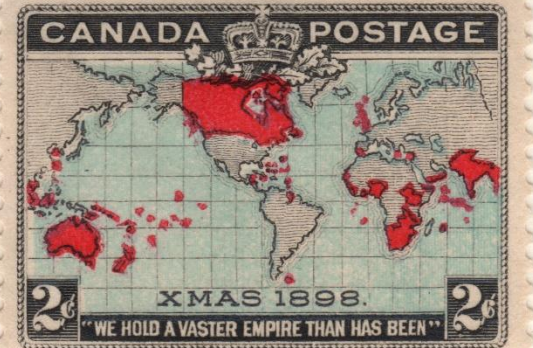 CANADA POSTAGE
XMAS 1898.
2¢ 2¢
"WE HOLD A VASTER EMPIRE THAN HAS BEEN"